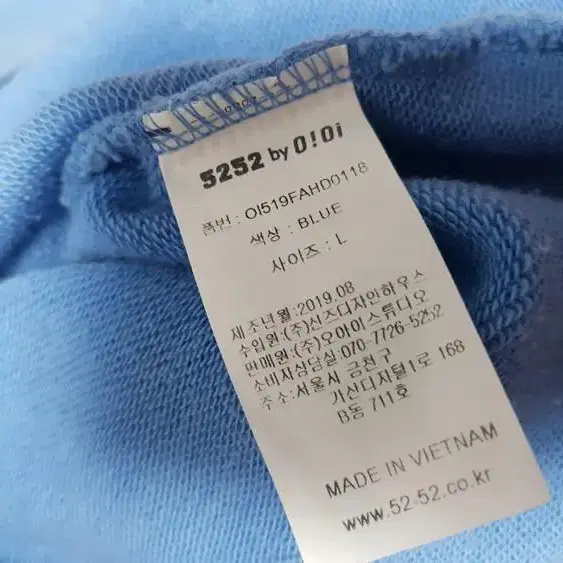 5252 by O!Oi
품번 : OI519FAHD0118
색상 : BLUE
사이즈 : L
제조년월:2019.08
수입원:(주)신즈디자인하우스
판매원:(주)오아이스튜디오
소비자상담실:070-7726-5252
주소:서울시 금천구
가산디지털1로 168
B동 711호
MADE IN VIETNAM
www.52-52.co.kr